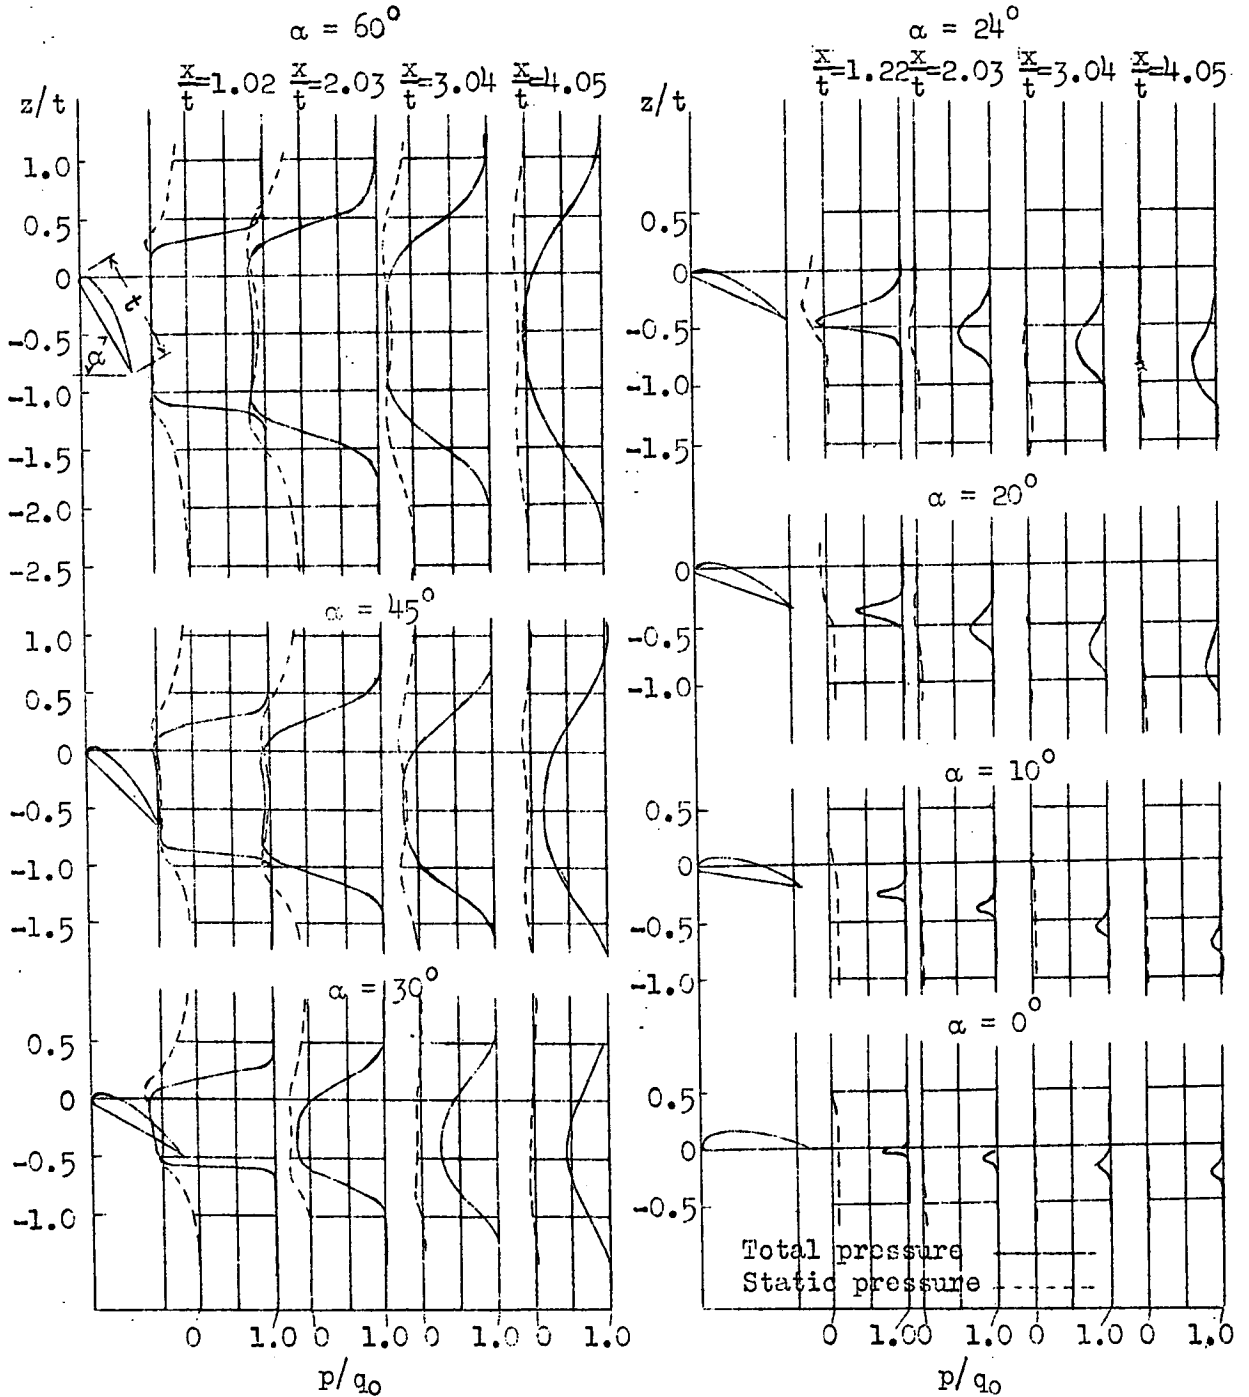 α = 60°
x/t=1.02 x/t=2.03 x/t=3.04 x/t=4.05
z/t
1.0
0.5
0
-0.5
-1.0
-1.5
-2.0
-2.5
t
α
α = 45°
1.0
0.5
0
-0.5
-1.0
-1.5
α = 30°
0.5
0
-0.5
-1.0
0 1.0 0 1.0 0 1.0 0 1.0
p/q₀
α = 24°
x/t=1.22 x/t=2.03 x/t=3.04 x/t=4.05
z/t
0.5
0
-0.5
-1.0
-1.5
α = 20°
0
-0.5
-1.0
α = 10°
0.5
0
-0.5
-1.0
α = 0°
0.5
0
-0.5
Total pressure
Static pressure
0 1.0 0 1.0 0 1.0 0 1.0
p/q₀